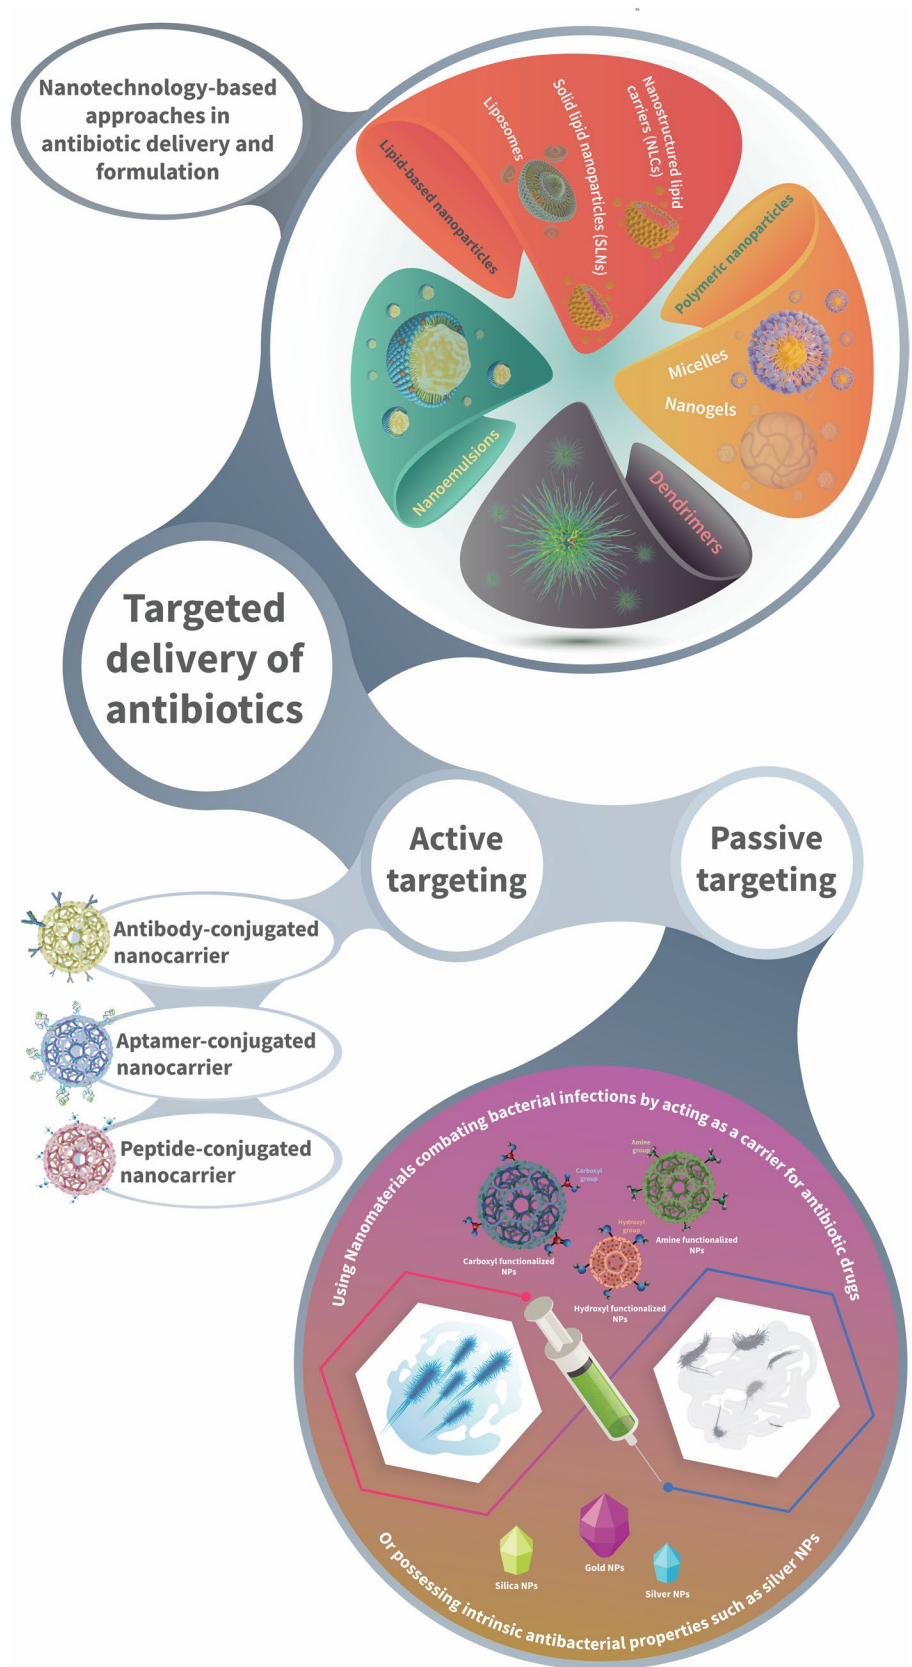 Nanotechnology-based
approaches in
antibiotic delivery and
formulation
Lipid-based nanoparticles
Liposomes
Solid lipid nanoparticles (SLNs)
Nanostructured lipid
carriers (NLCs)
Polymeric nanoparticles
Micelles
Nanogels
Nanoemulsions
Dendrimers
Targeted
delivery of
antibiotics
Active
targeting
Passive
targeting
Antibody-conjugated
nanocarrier
Aptamer-conjugated
nanocarrier
Peptide-conjugated
nanocarrier
Using Nanomaterials combating bacterial infections by acting as a carrier for antibiotic drugs
Carboxyl
group
Amine
group
Hydroxyl
group
Carboxyl functionalized
NPs
Amine functionalized
NPs
Hydroxyl functionalized
NPs
Silica NPs
Gold NPs
Silver NPs
Or possessing intrinsic antibacterial properties such as silver NPs